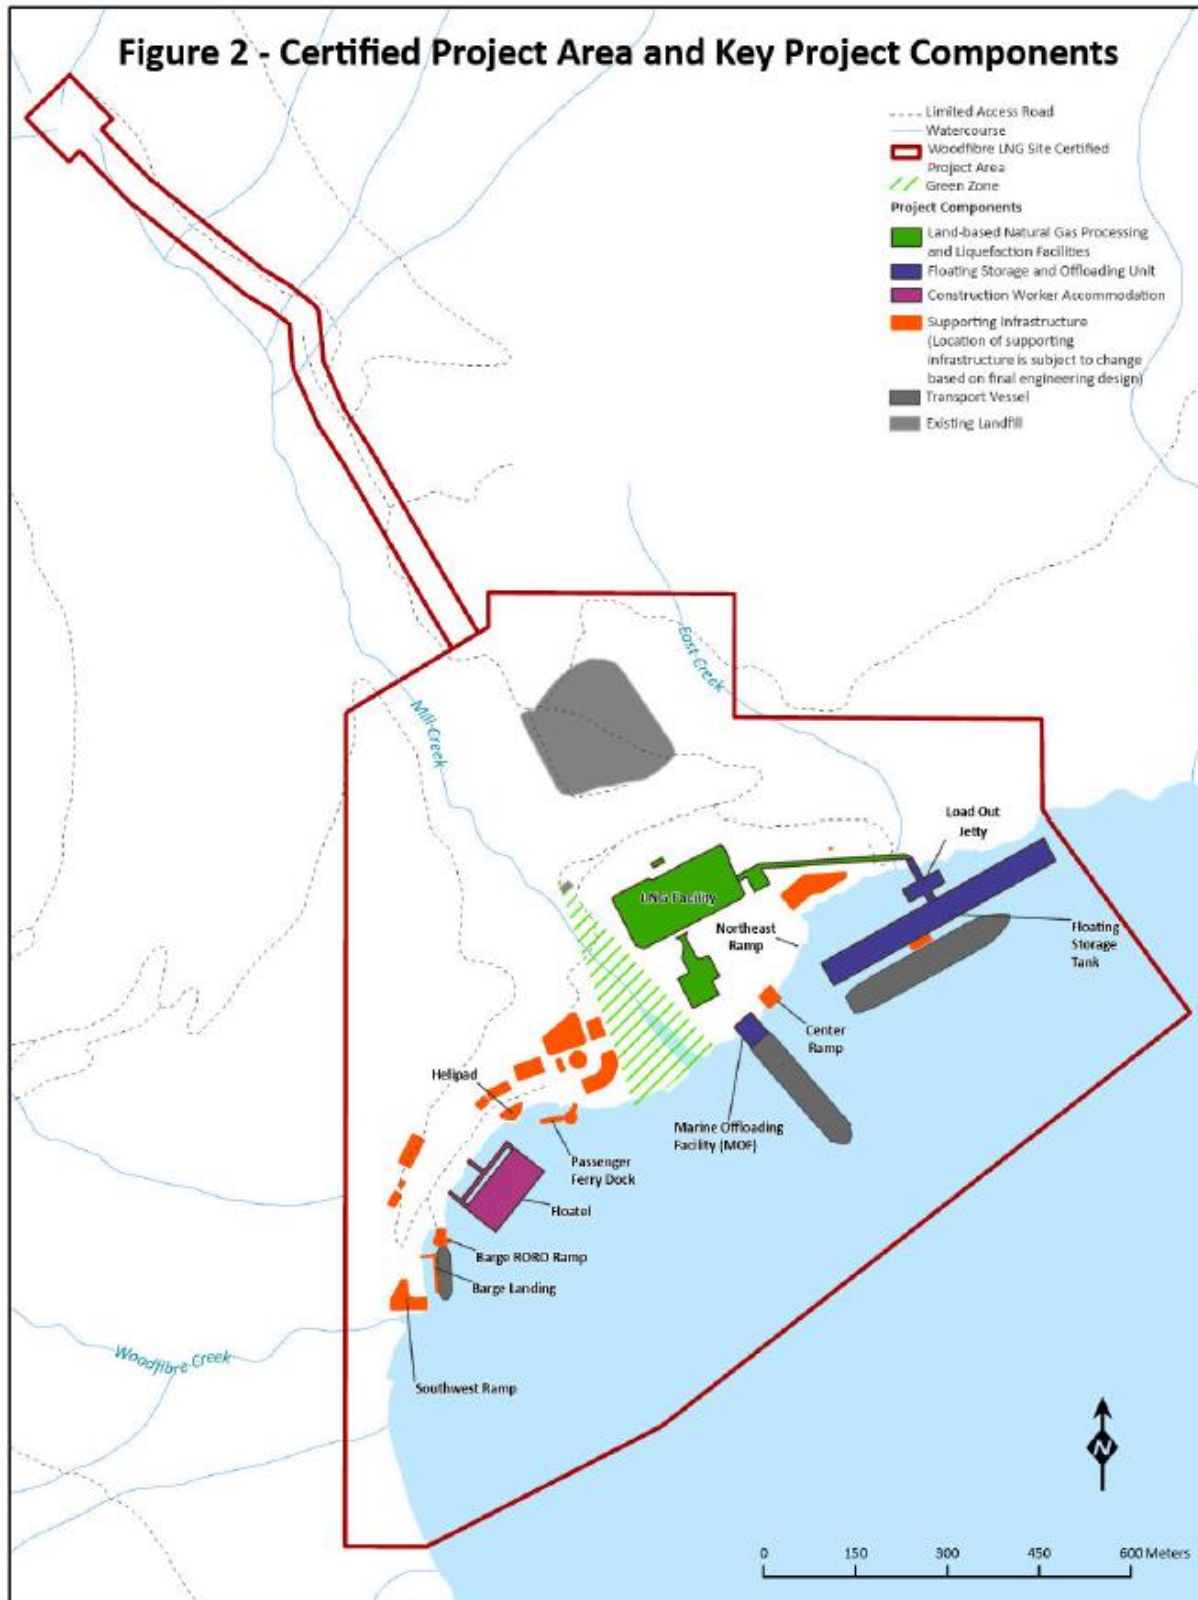 Figure 2 - Certified Project Area and Key Project Components
Limited Access Road
Watercourse
Woodfibre LNG Site Certified
Project Area
Green Zone
Project Components
Land-based Natural Gas Processing
and Liquefaction Facilities
Floating Storage and Offloading Unit
Construction Worker Accommodation
Supporting Infrastructure
(Location of supporting
infrastructure is subject to change
based on final engineering design)
Transport Vessel
Existing Landfill
East Creek
Mill Creek
Load Out
Jetty
LNG Facility
Northeast
Ramp
Floating
Storage
Tank
Center
Ramp
Helipad
Marine Offloading
Facility (MOF)
Passenger
Ferry Dock
Floatel
Barge RORO Ramp
Barge Landing
Woodfibre Creek
Southwest Ramp
N
0 150 300 450 600 Meters